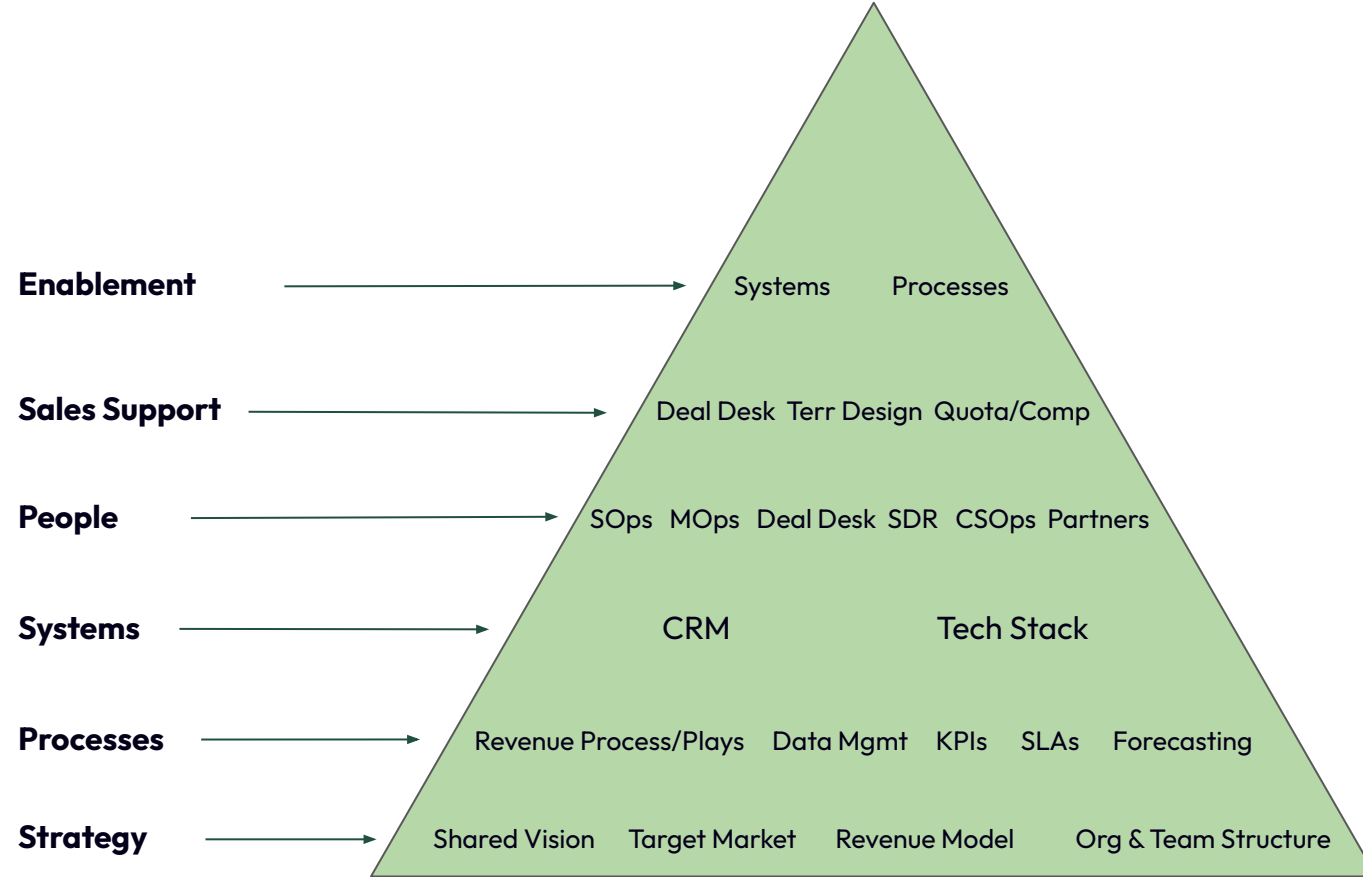 Enablement Systems Processes
Sales Support Deal Desk Terr Design Quota/Comp
People SOps MOps Deal Desk SDR CSOps Partners
Systems CRM Tech Stack
Processes Revenue Process/Plays Data Mgmt KPIs SLAs Forecasting
Strategy Shared Vision Target Market Revenue Model Org & Team Structure